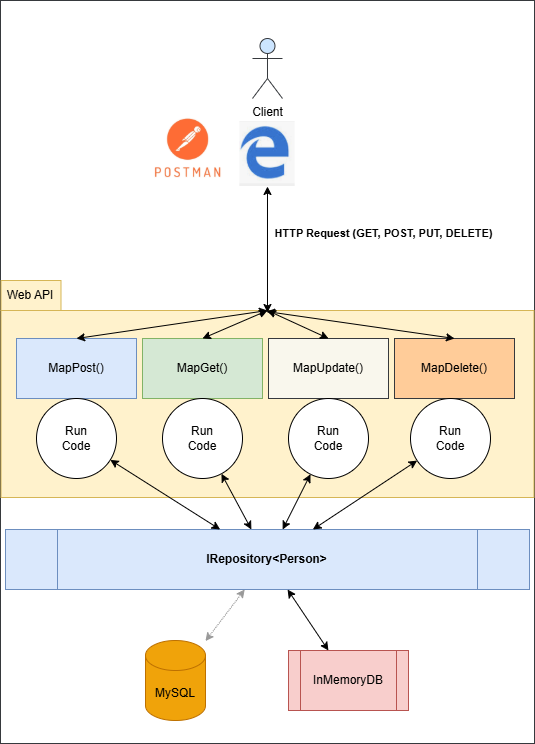 Client
POSTMAN
HTTP Request (GET, POST, PUT, DELETE)
Web API
MapPost()
MapGet()
MapUpdate()
MapDelete()
Run
Code
Run
Code
Run
Code
Run
Code
IRepository<Person>
MySQL
InMemoryDB